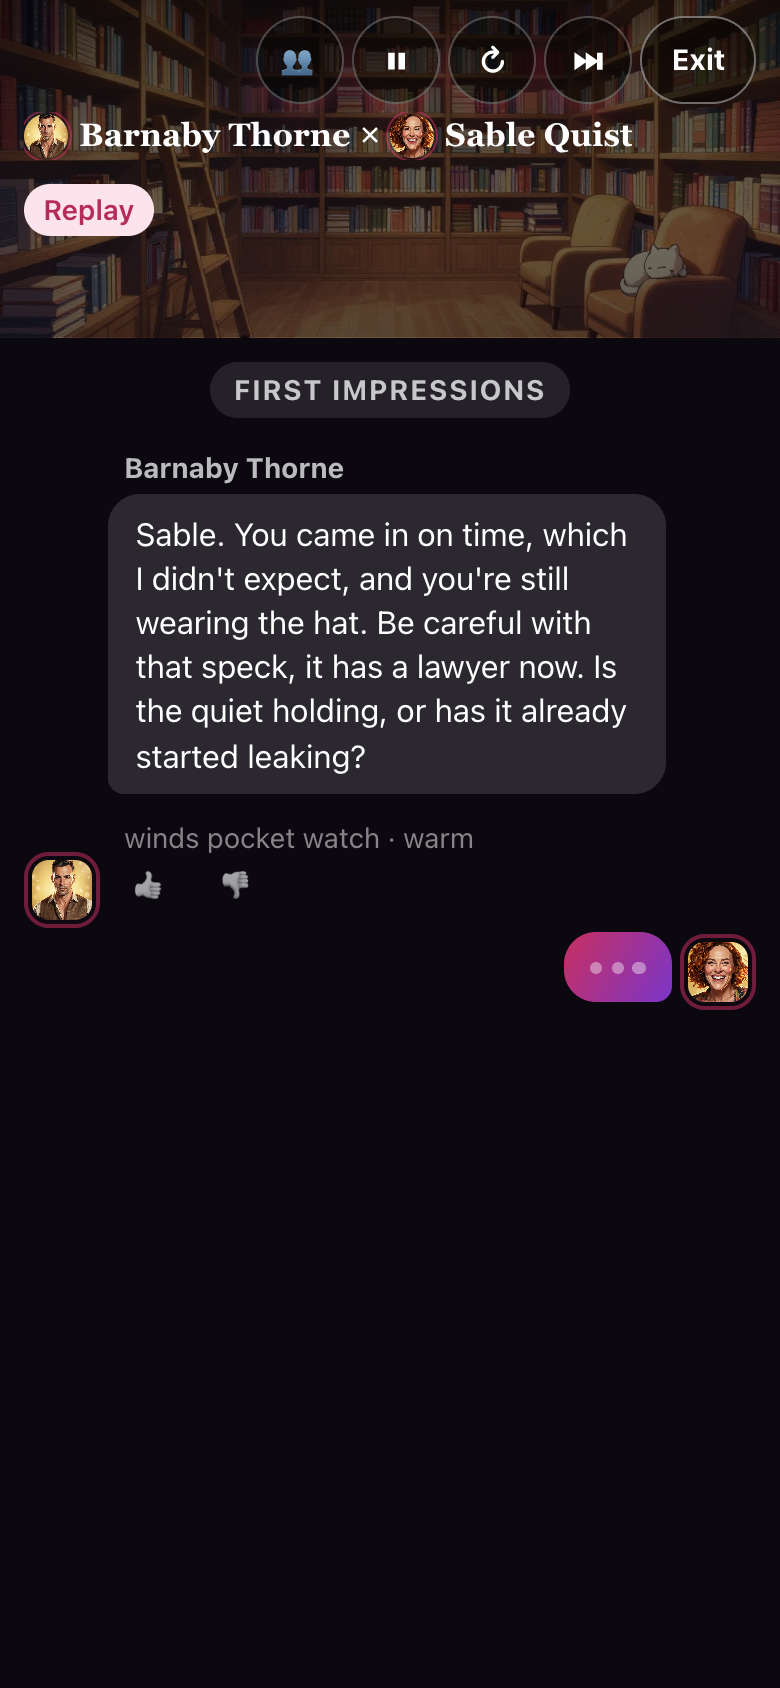 Exit
Barnaby Thorne × Sable Quist
Replay
FIRST IMPRESSIONS
Barnaby Thorne
Sable. You came in on time, which
I didn't expect, and you're still
wearing the hat. Be careful with
that speck, it has a lawyer now. Is
the quiet holding, or has it already
started leaking?
winds pocket watch · warm